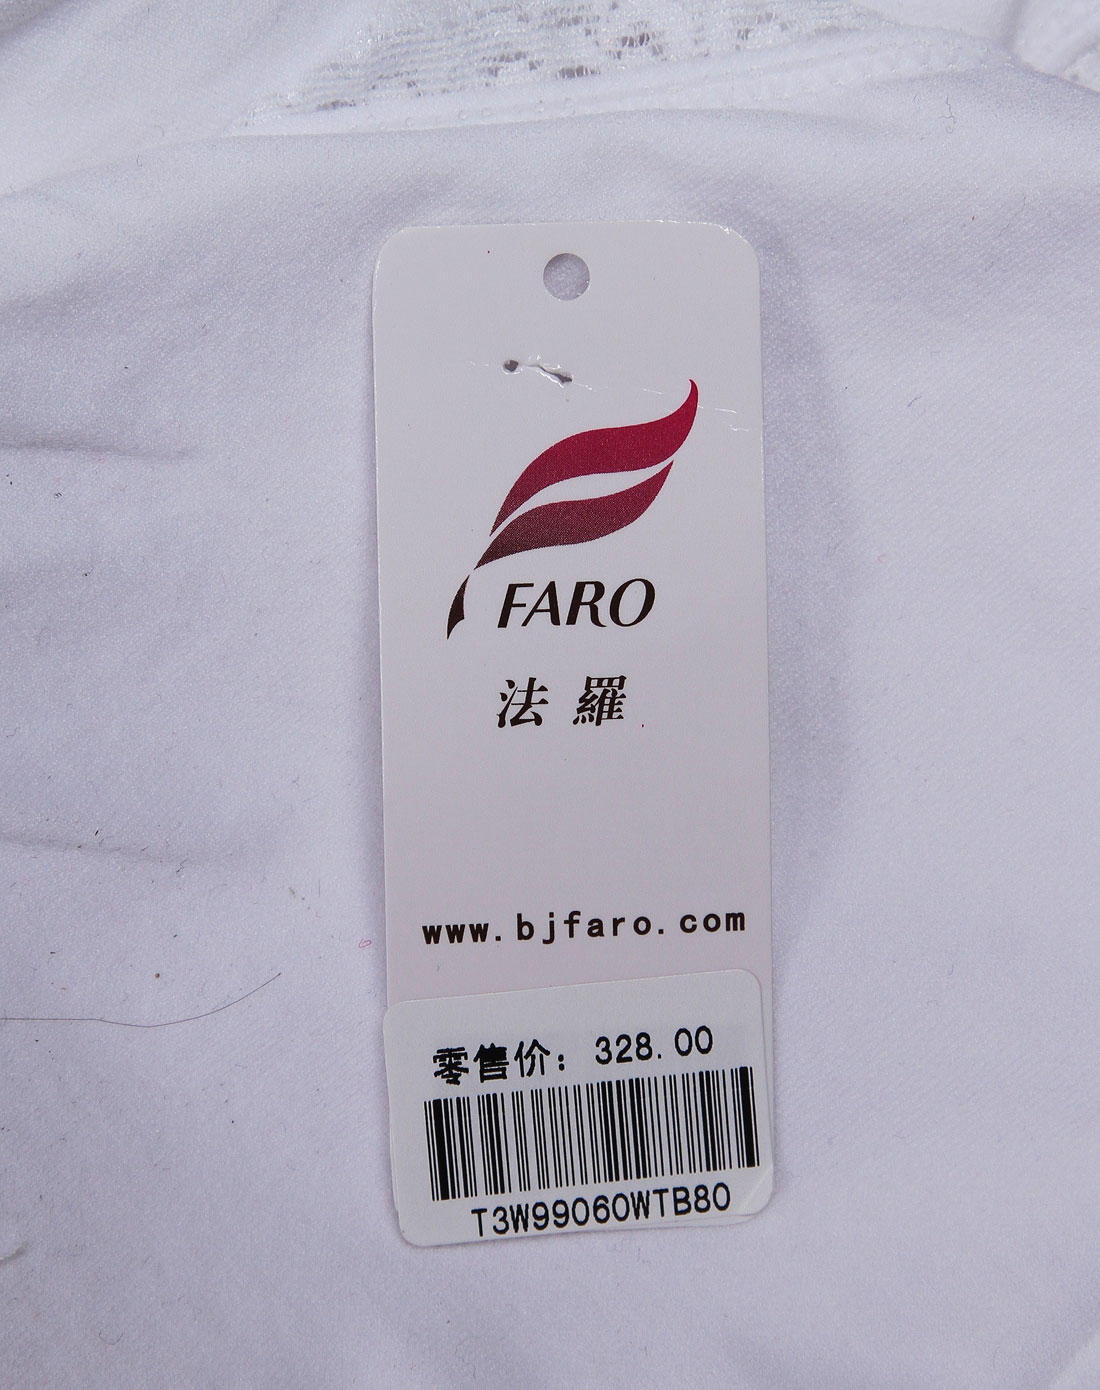 FARO
法羅
www.bjfaro.com
零售价: 328.00
T3W99060WTB80